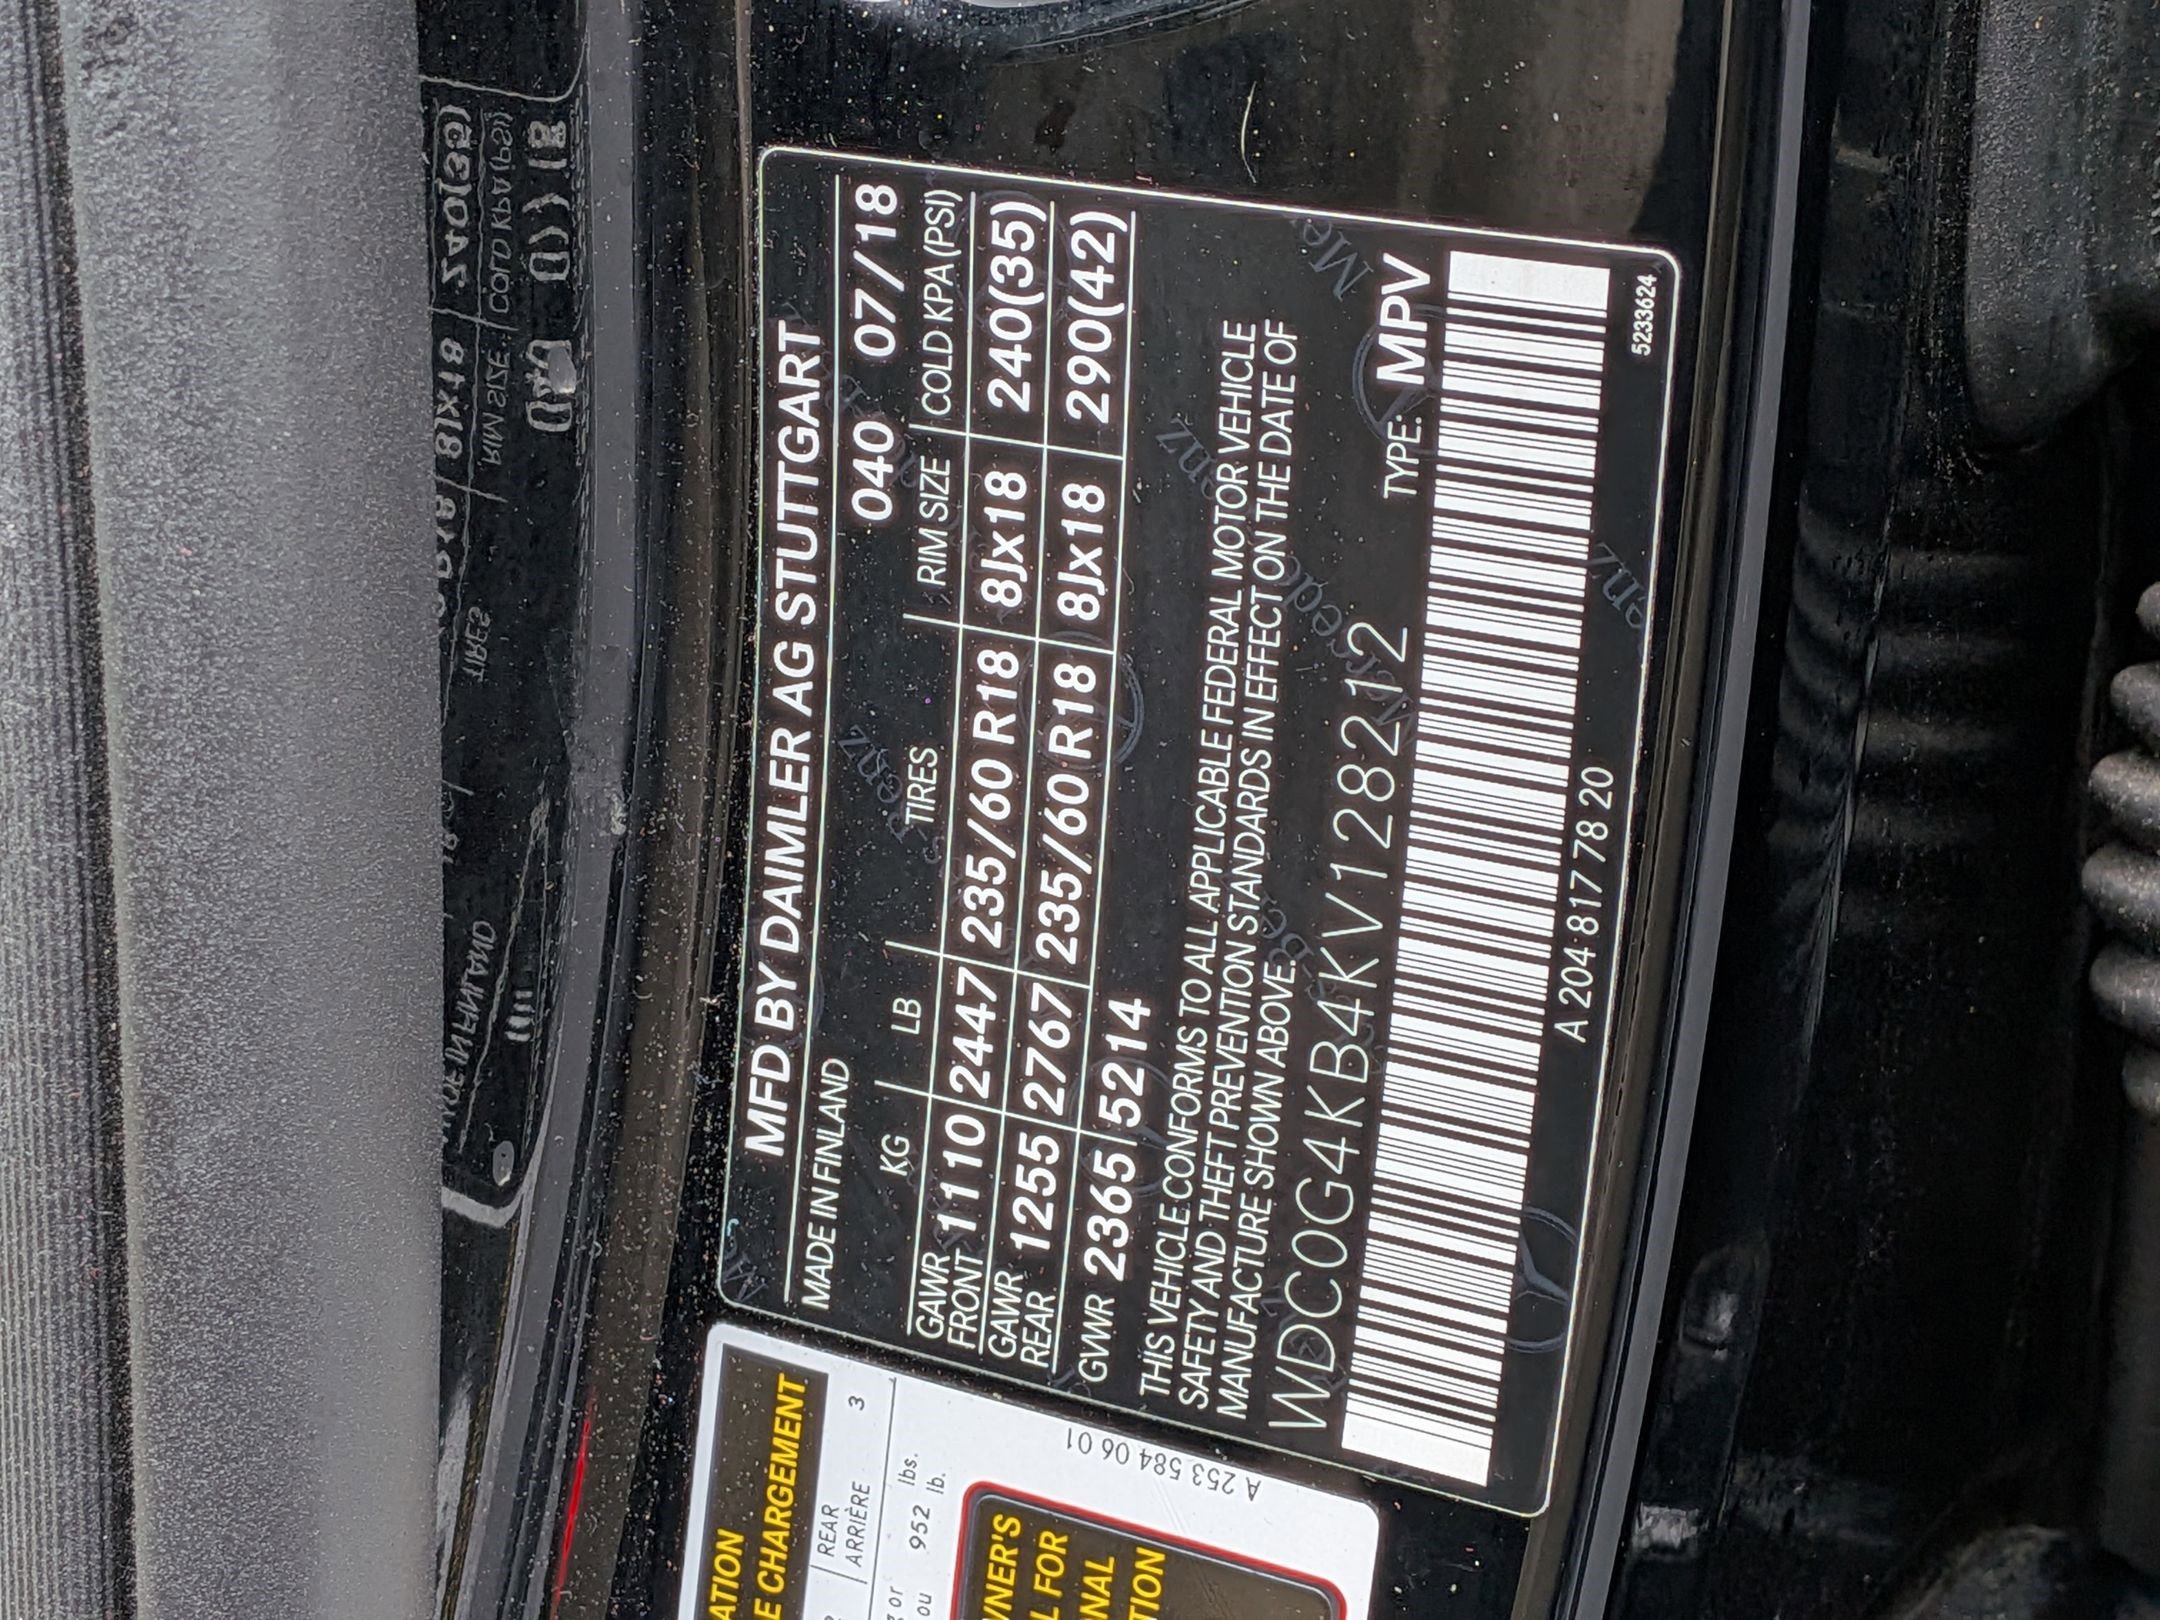 MFD BY DAIMLER AG STUTTGART
MADE IN FINLAND 040 07/18
KG LB TIRES RIM SIZE COLD KPA (PSI)
GAWR FRONT 1110 2447 235/60 R18 8Jx18 240(35)
GAWR REAR 1255 2767 235/60 R18 8Jx18 290(42)
GVWR 2365 5214
THIS VEHICLE CONFORMS TO ALL APPLICABLE FEDERAL MOTOR VEHICLE
SAFETY AND THEFT PREVENTION STANDARDS IN EFFECT ON THE DATE OF
MANUFACTURE SHOWN ABOVE.
WDC0G4KB4KV128212 TYPE: MPV
A 204 817 78 20
5233624
E CHARGEMENT
REAR
ARRIÈRE 3
or 952 lbs.
ou lb.
A 253 584 06 01
FOR